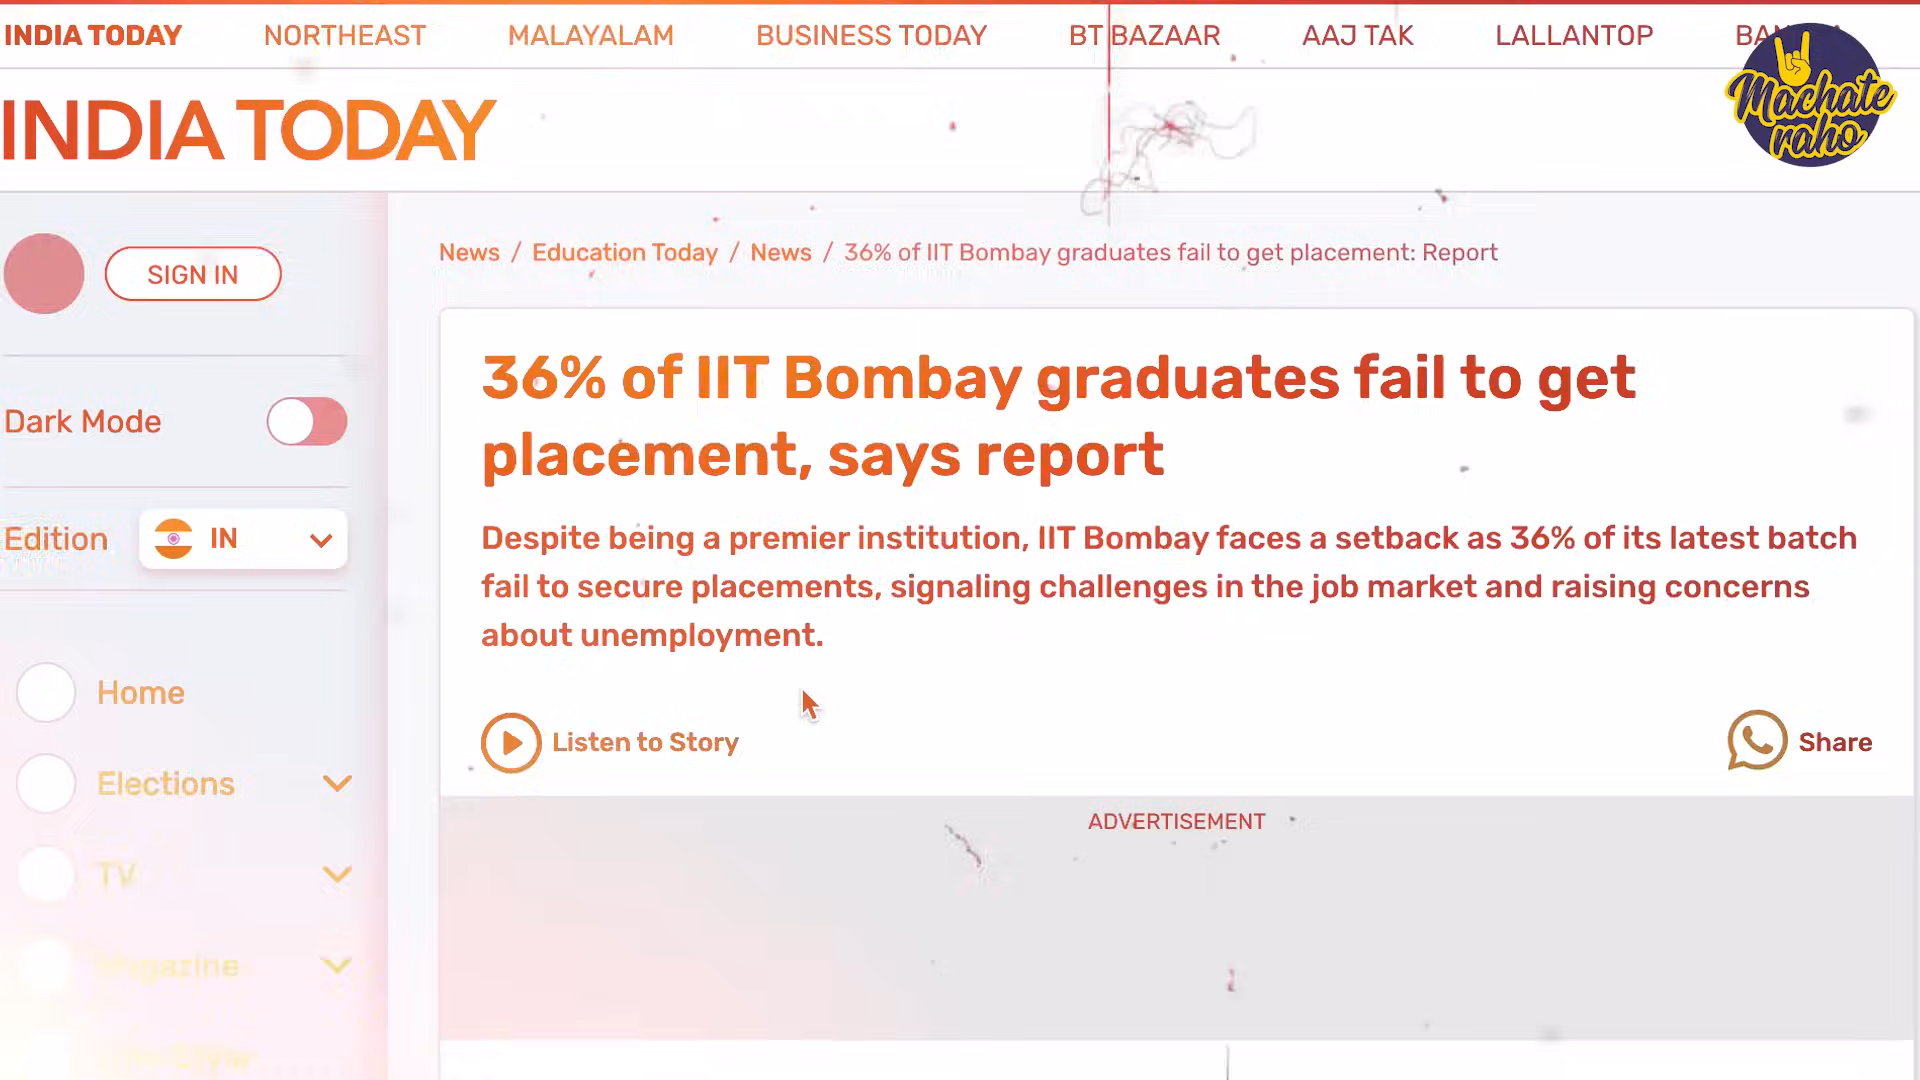 INDIA TODAY NORTHEAST MALAYALAM BUSINESS TODAY BT BAZAAR AAJ TAK LALLANTOP
Machate
raho
INDIA TODAY
News / Education Today / News / 36% of IIT Bombay graduates fail to get placement: Report
SIGN IN
36% of IIT Bombay graduates fail to get
placement, says report
Dark Mode
Despite being a premier institution, IIT Bombay faces a setback as 36% of its latest batch
fail to secure placements, signaling challenges in the job market and raising concerns
about unemployment.
Edition IN
Home
Listen to Story
Share
Elections
ADVERTISEMENT
TV
Magazine